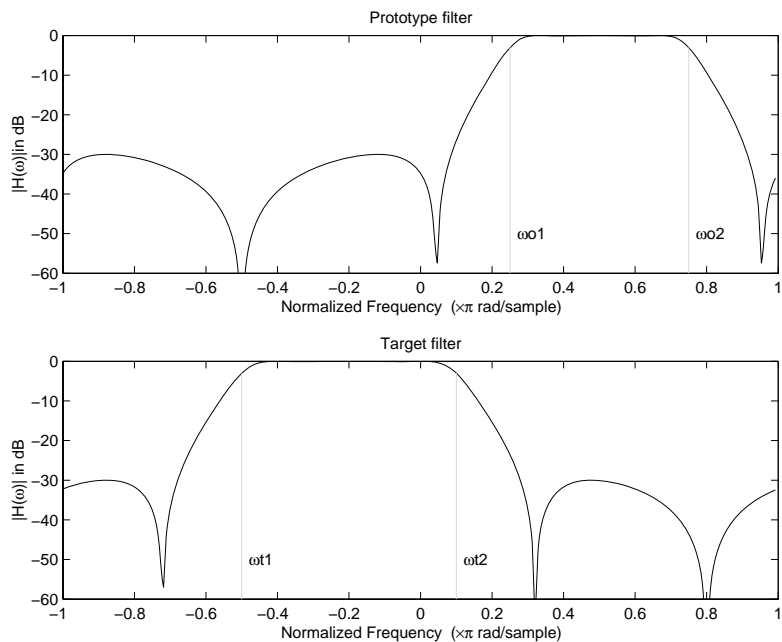 Prototype filter
0
−10
−20
−30
−40
−50
−60
|H(ω)|in dB
ωo1
ωo2
−1 −0.8 −0.6 −0.4 −0.2 0 0.2 0.4 0.6 0.8 1
Normalized Frequency (×π rad/sample)
Target filter
0
−10
−20
−30
−40
−50
−60
|H(ω)| in dB
ωt1
ωt2
−1 −0.8 −0.6 −0.4 −0.2 0 0.2 0.4 0.6 0.8 1
Normalized Frequency (×π rad/sample)